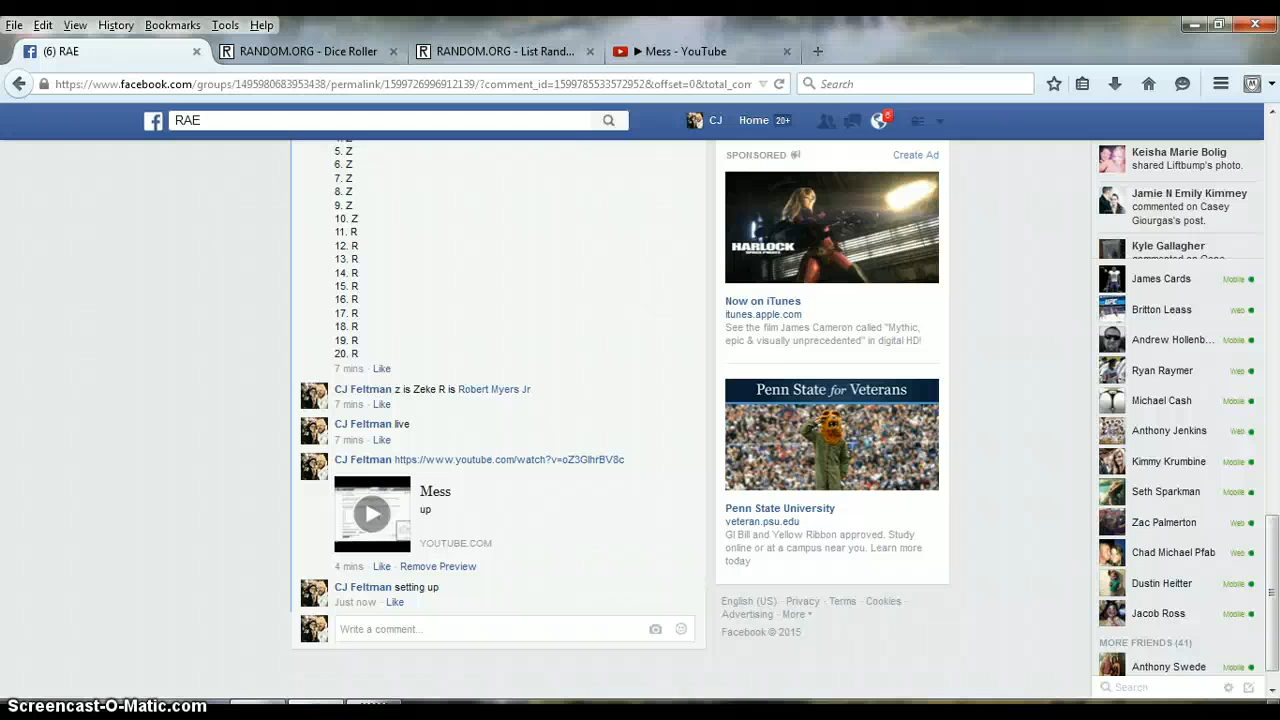 File Edit View History Bookmarks Tools Help
(6) RAE
RANDOM.ORG - Dice Roller
RANDOM.ORG - List Rand...
▶ Mess - YouTube
https://www.facebook.com/groups/1495980683953438/permalink/1599726996912139/?comment_id=1599785533572952&offset=0&total_com
Search
RAE
CJ Home 20+
6
5. Z
6. Z
7. Z
8. Z
9. Z
10. Z
11. R
12. R
13. R
14. R
15. R
16. R
17. R
18. R
19. R
20. R
7 mins · Like
CJ Feltman z is Zeke R is Robert Myers Jr
7 mins · Like
CJ Feltman live
7 mins · Like
CJ Feltman https://www.youtube.com/watch?v=oZ3GlhrBV8c
Mess
up
YOUTUBE.COM
4 mins · Like · Remove Preview
CJ Feltman setting up
Just now · Like
Write a comment...
SPONSORED
Create Ad
HARLOCK
SPACE PIRATE
Now on iTunes
itunes.apple.com
See the film James Cameron called "Mythic,
epic & visually unprecedented" in digital HD!
Penn State for Veterans
Penn State University
veteran.psu.edu
GI Bill and Yellow Ribbon approved. Study
online or at a campus near you. Learn more
today
English (US) · Privacy · Terms · Cookies ·
Advertising · More
Facebook © 2015
Keisha Marie Bolig
shared Liftbump's photo.
Jamie N Emily Kimmey
commented on Casey
Giourgas's post.
Kyle Gallagher
James Cards Mobile
Britton Leass Web
Andrew Hollenb... Mobile
Ryan Raymer Mobile
Michael Cash Mobile
Anthony Jenkins Web
Kimmy Krumbine Web
Seth Sparkman Mobile
Zac Palmerton Web
Chad Michael Pfab Web
Dustin Heitter Mobile
Jacob Ross Mobile
MORE FRIENDS (41)
Anthony Swede Mobile
Search
Screencast-O-Matic.com